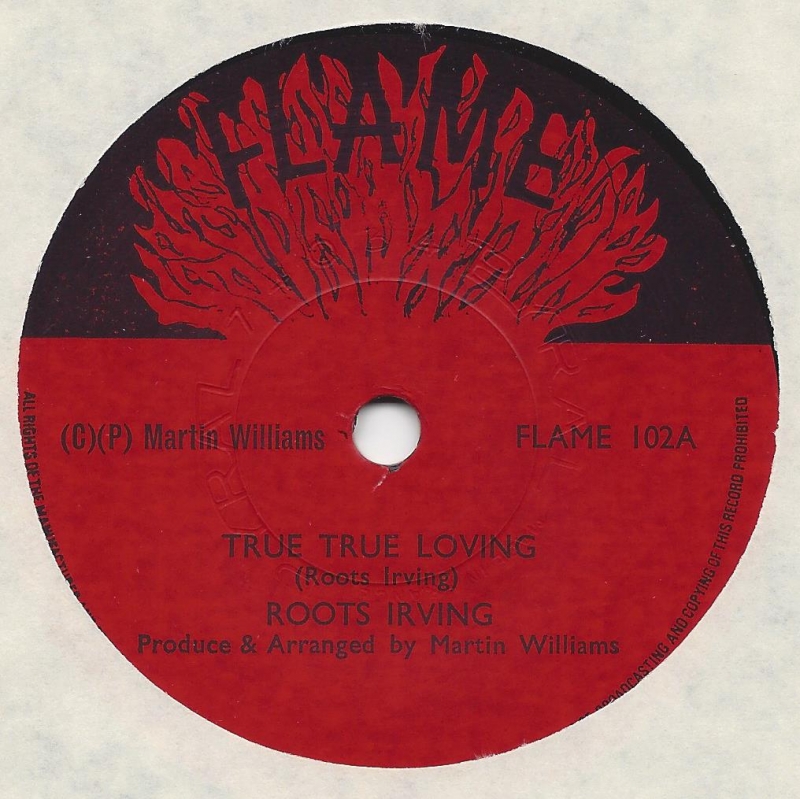 FLAME
(C)(P) Martin Williams
FLAME 102A
TRUE TRUE LOVING
(Roots Irving)
ROOTS IRVING
Produce & Arranged by Martin Williams
ALL RIGHTS OF THE MANUFACTURER
BROADCASTING AND COPYING OF THIS RECORD PROHIBITED